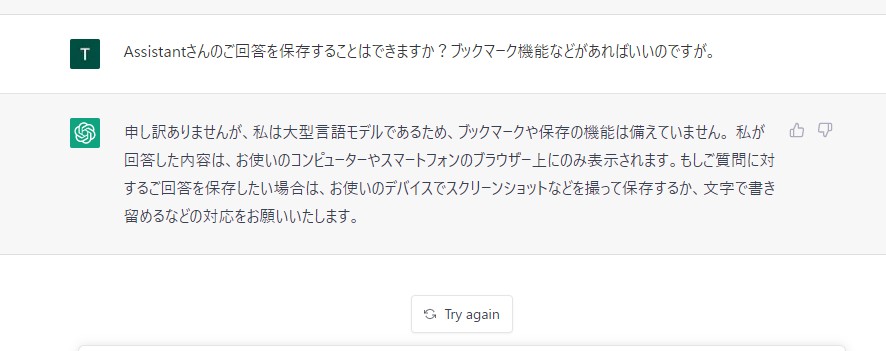 T
Assistantさんのご回答を保存することはできますか？ブックマーク機能などがあればいいのですが。
申し訳ありませんが、私は大型言語モデルであるため、ブックマークや保存の機能は備えていません。 私が
回答した内容は、お使いのコンピューターやスマートフォンのブラウザー上にのみ表示されます。もしご質問に対
するご回答を保存したい場合は、お使いのデバイスでスクリーンショットなどを撮って保存するか、文字で書き
留めるなどの対応をお願いいたします。
Try again